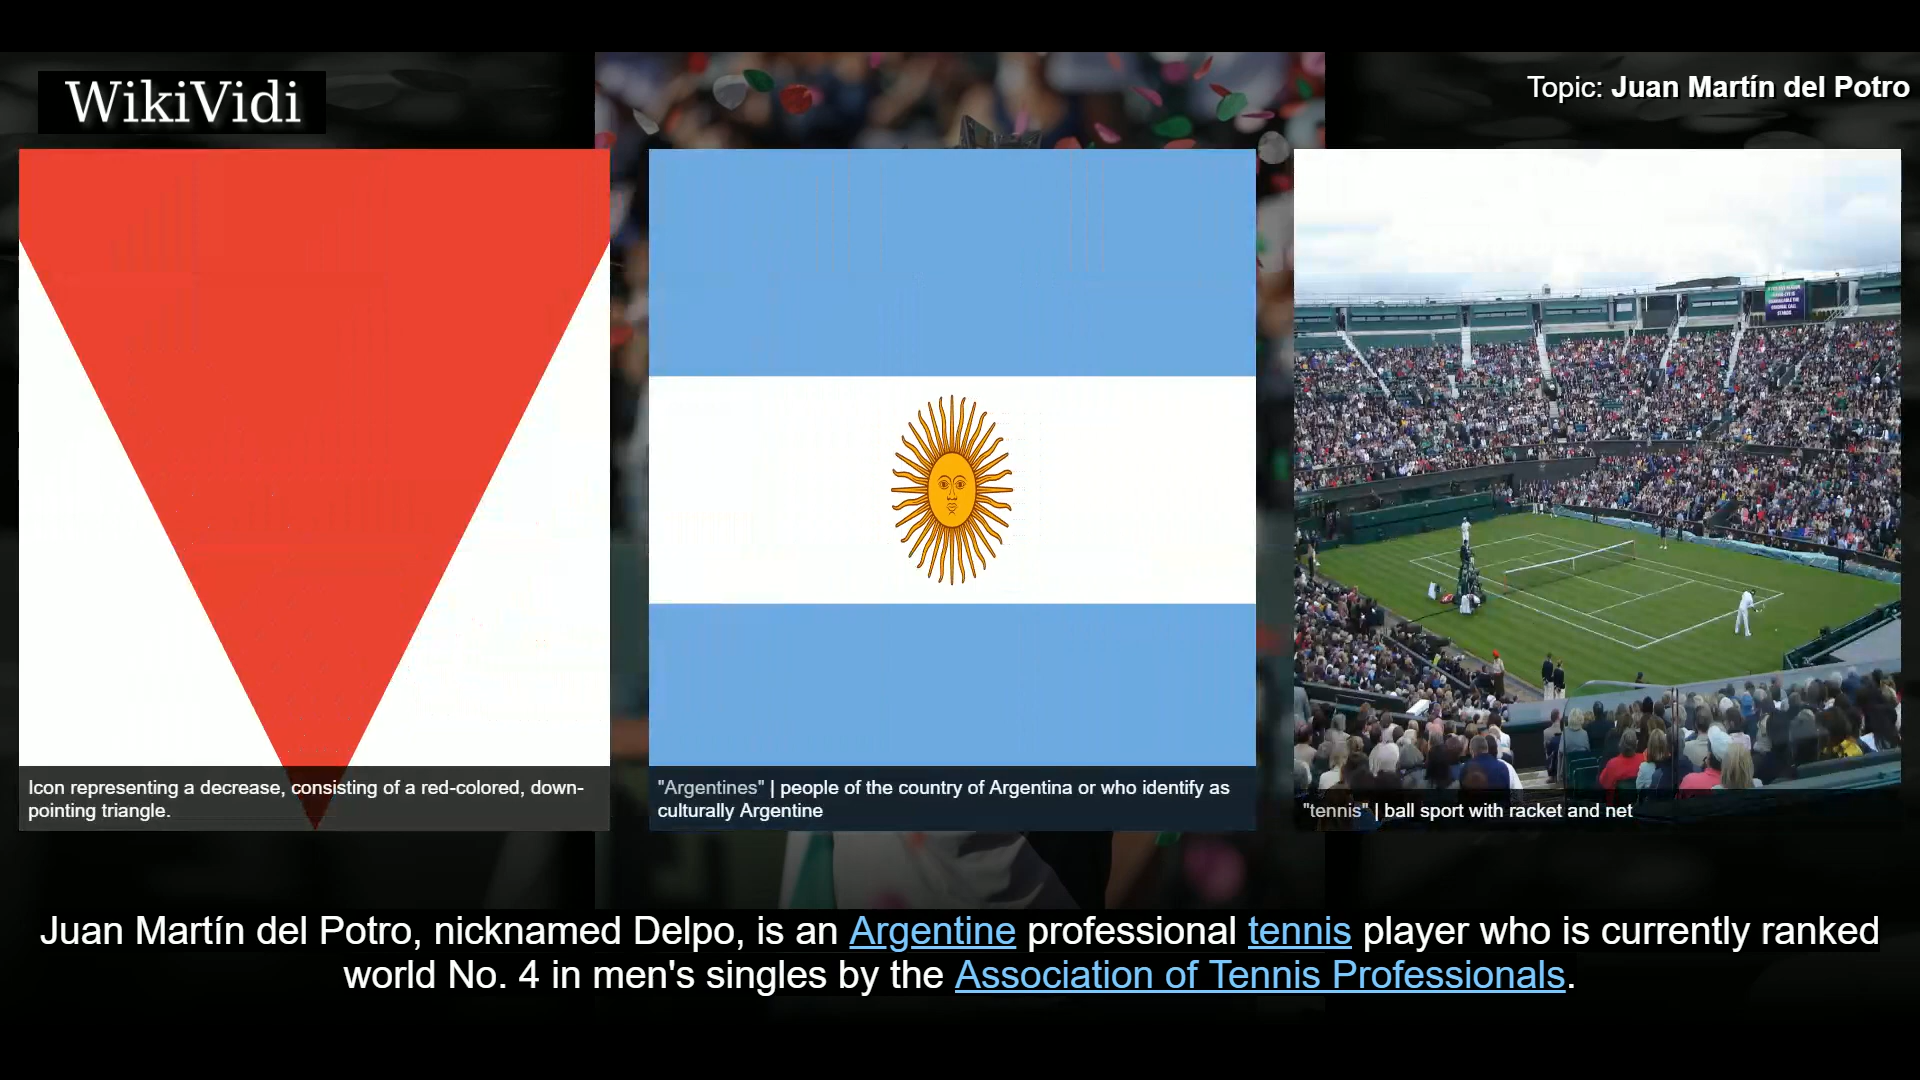 WikiVidi
Topic: Juan Martín del Potro
Icon representing a decrease, consisting of a red-colored, down-
pointing triangle.
"Argentines" | people of the country of Argentina or who identify as
culturally Argentine
"tennis" | ball sport with racket and net
Juan Martín del Potro, nicknamed Delpo, is an Argentine professional tennis player who is currently ranked
world No. 4 in men's singles by the Association of Tennis Professionals.